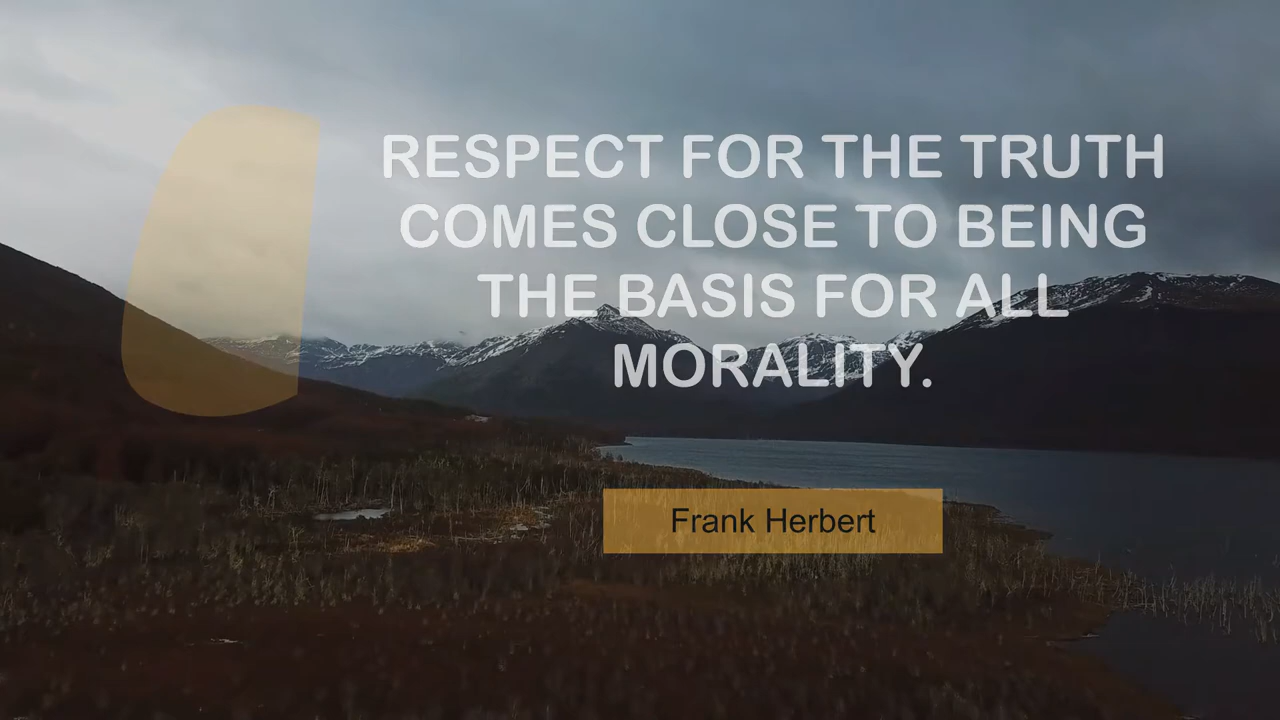 RESPECT FOR THE TRUTH
COMES CLOSE TO BEING
THE BASIS FOR ALL
MORALITY.
Frank Herbert